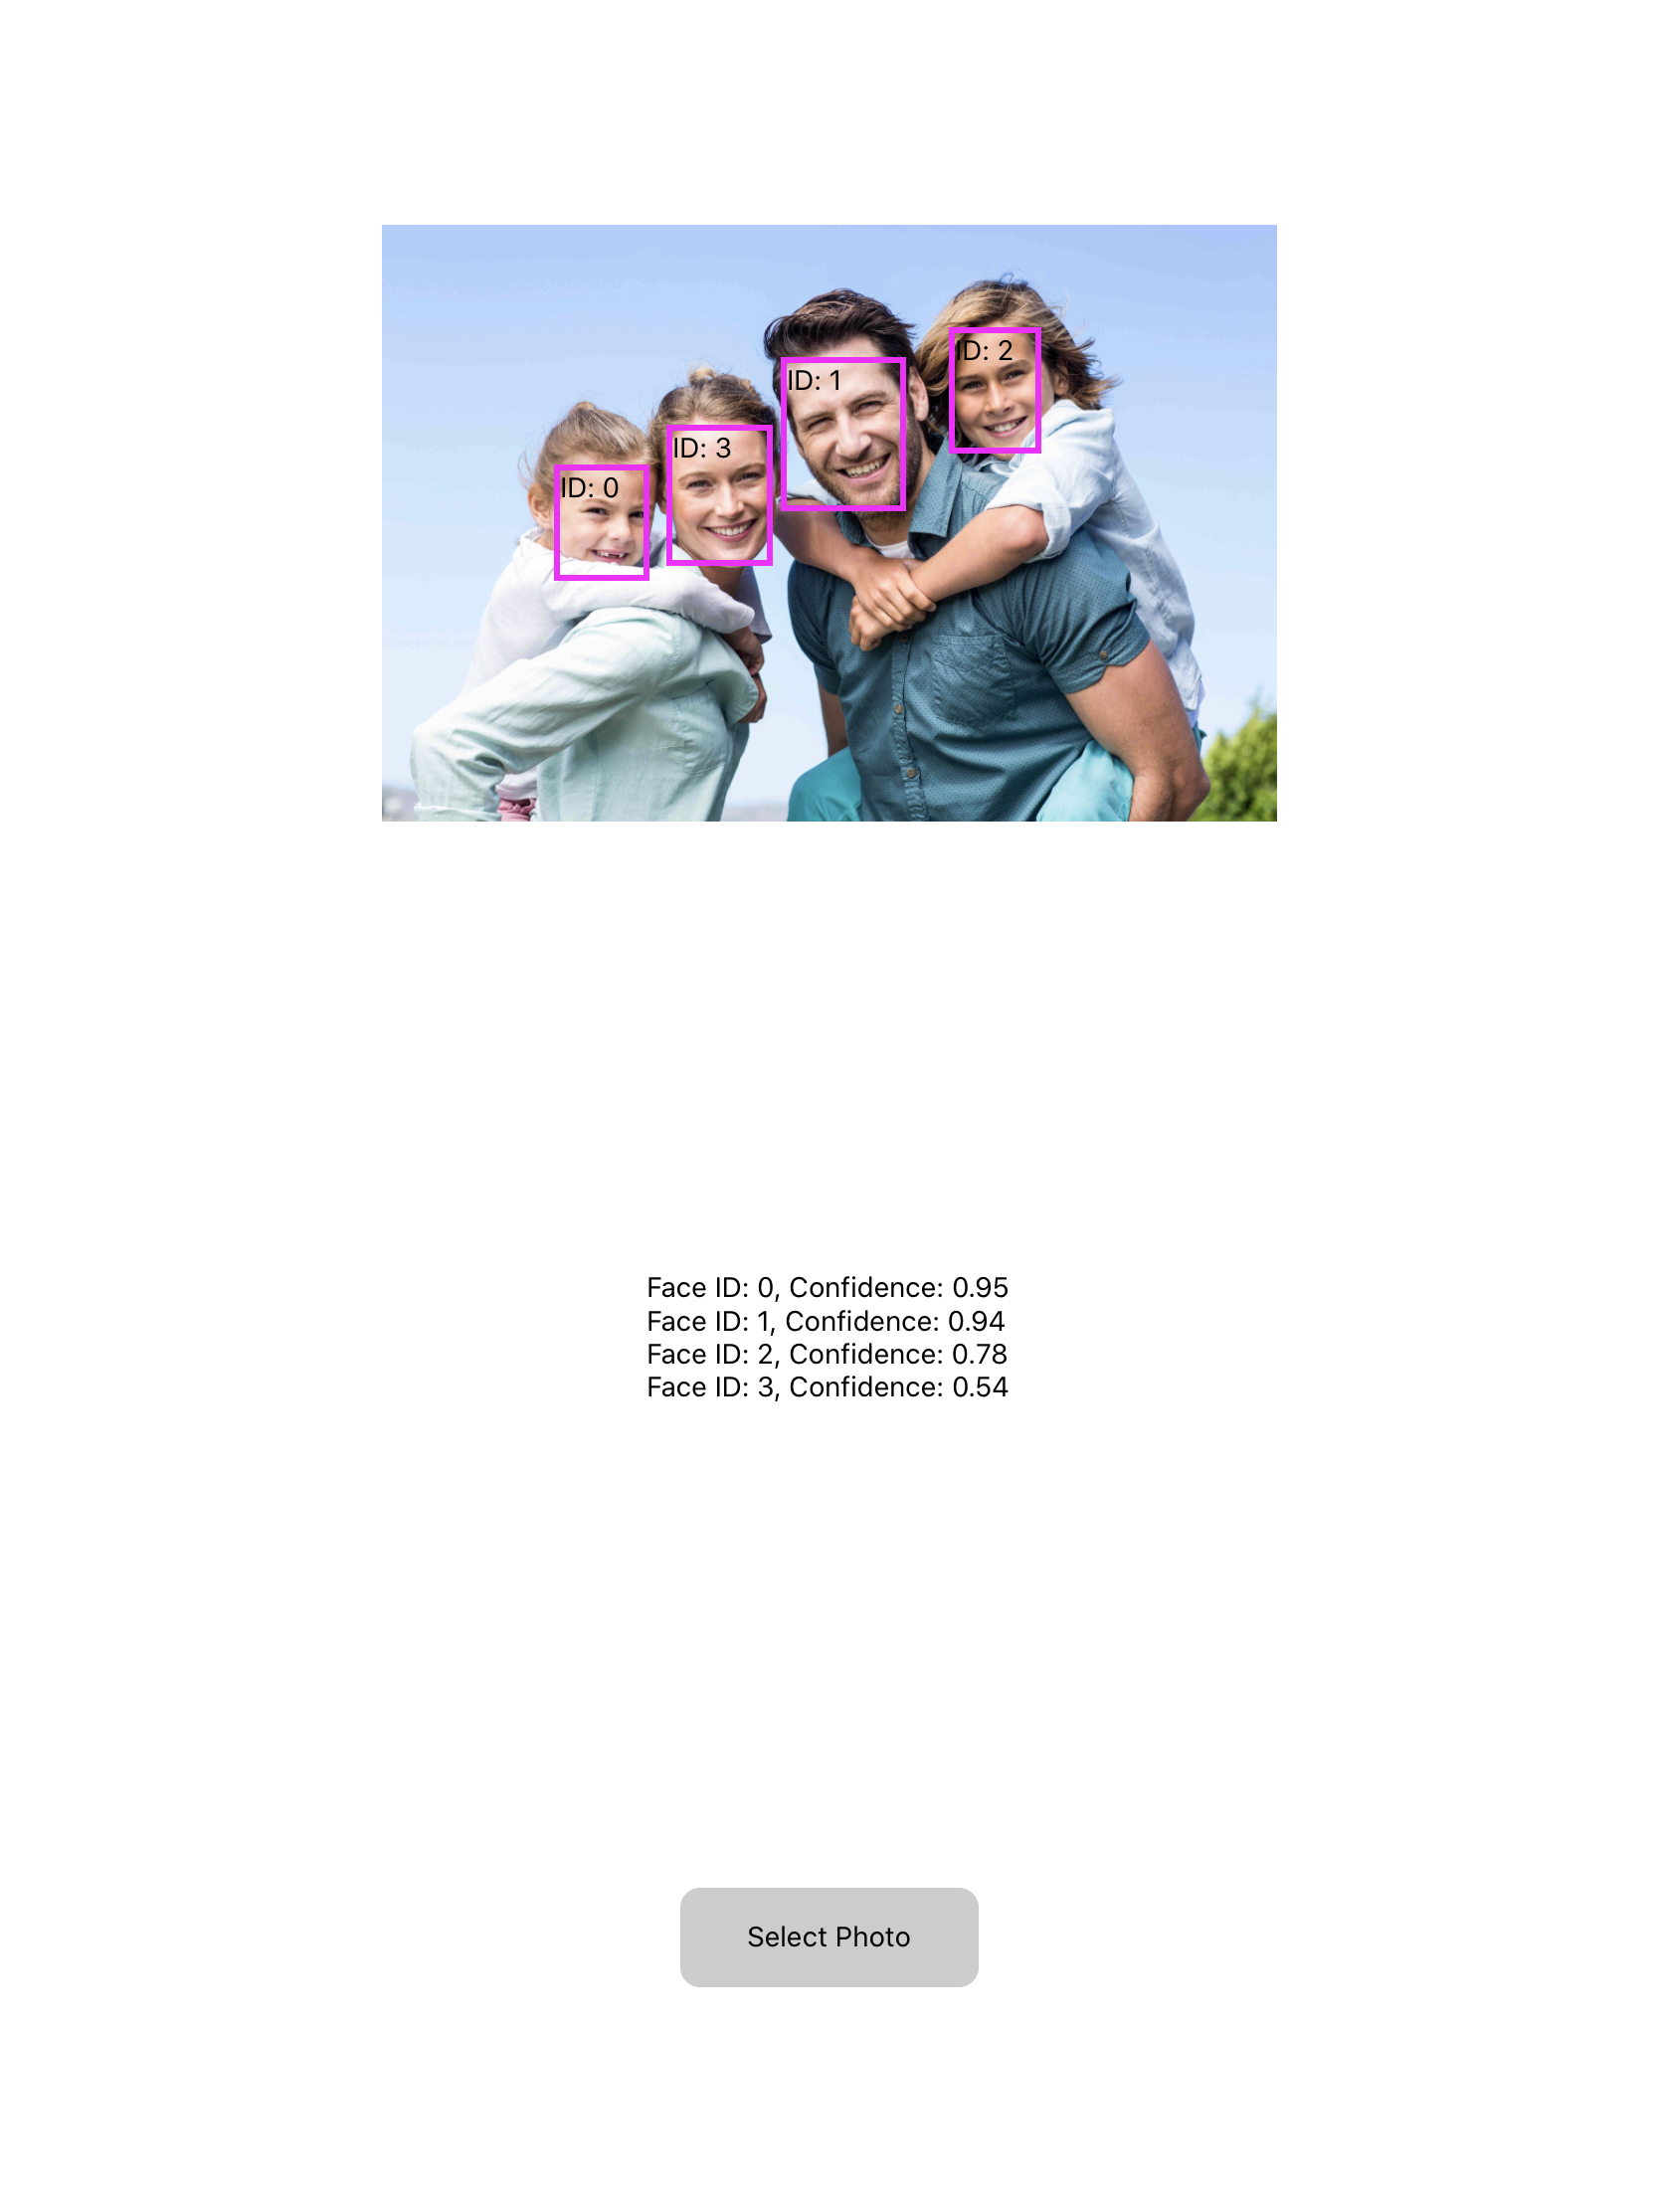 ID: 2
ID: 1
ID: 3
ID: 0
Face ID: 0, Confidence: 0.95
Face ID: 1, Confidence: 0.94
Face ID: 2, Confidence: 0.78
Face ID: 3, Confidence: 0.54
Select Photo